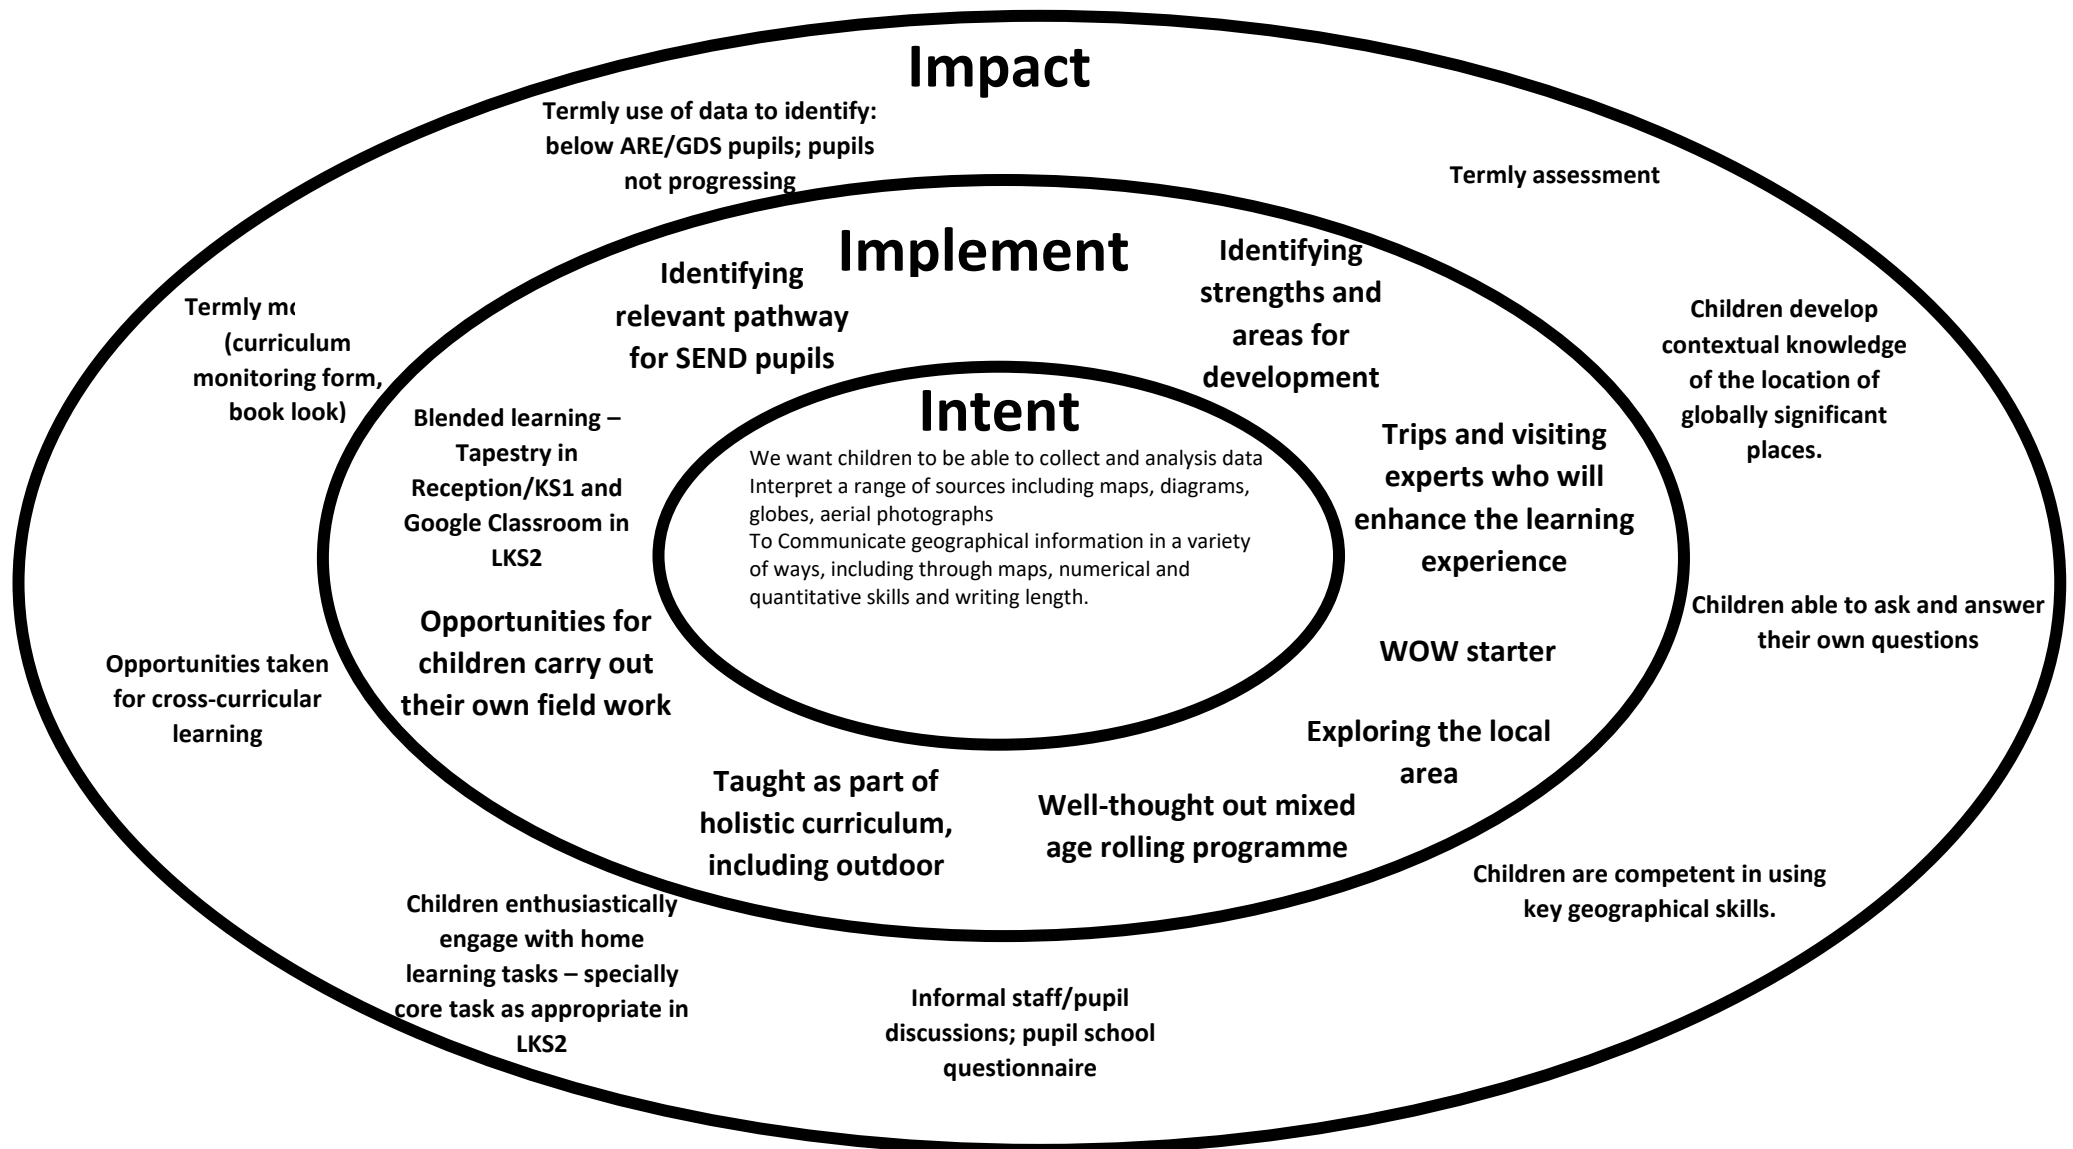 Impact
Termly use of data to identify:
below ARE/GDS pupils; pupils
not progressing
Termly assessment
Implement
Identifying
relevant pathway
for SEND pupils
Identifying
strengths and
areas for
development
Termly
(curriculum
monitoring form,
book look)
Children develop
contextual knowledge
of the location of
globally significant
places.
Intent
We want children to be able to collect and analysis data
Interpret a range of sources including maps, diagrams,
globes, aerial photographs
To Communicate geographical information in a variety
of ways, including through maps, numerical and
quantitative skills and writing length.
Blended learning –
Tapestry in
Reception/KS1 and
Google Classroom in
LKS2
Trips and visiting
experts who will
enhance the learning
experience
Opportunities for
children carry out
their own field work
WOW starter
Children able to ask and answer
their own questions
Opportunities taken
for cross-curricular
learning
Exploring the local
area
Taught as part of
holistic curriculum,
including outdoor
Well-thought out mixed
age rolling programme
Children are competent in using
key geographical skills.
Children enthusiastically
engage with home
learning tasks – specially
core task as appropriate in
LKS2
Informal staff/pupil
discussions; pupil school
questionnaire